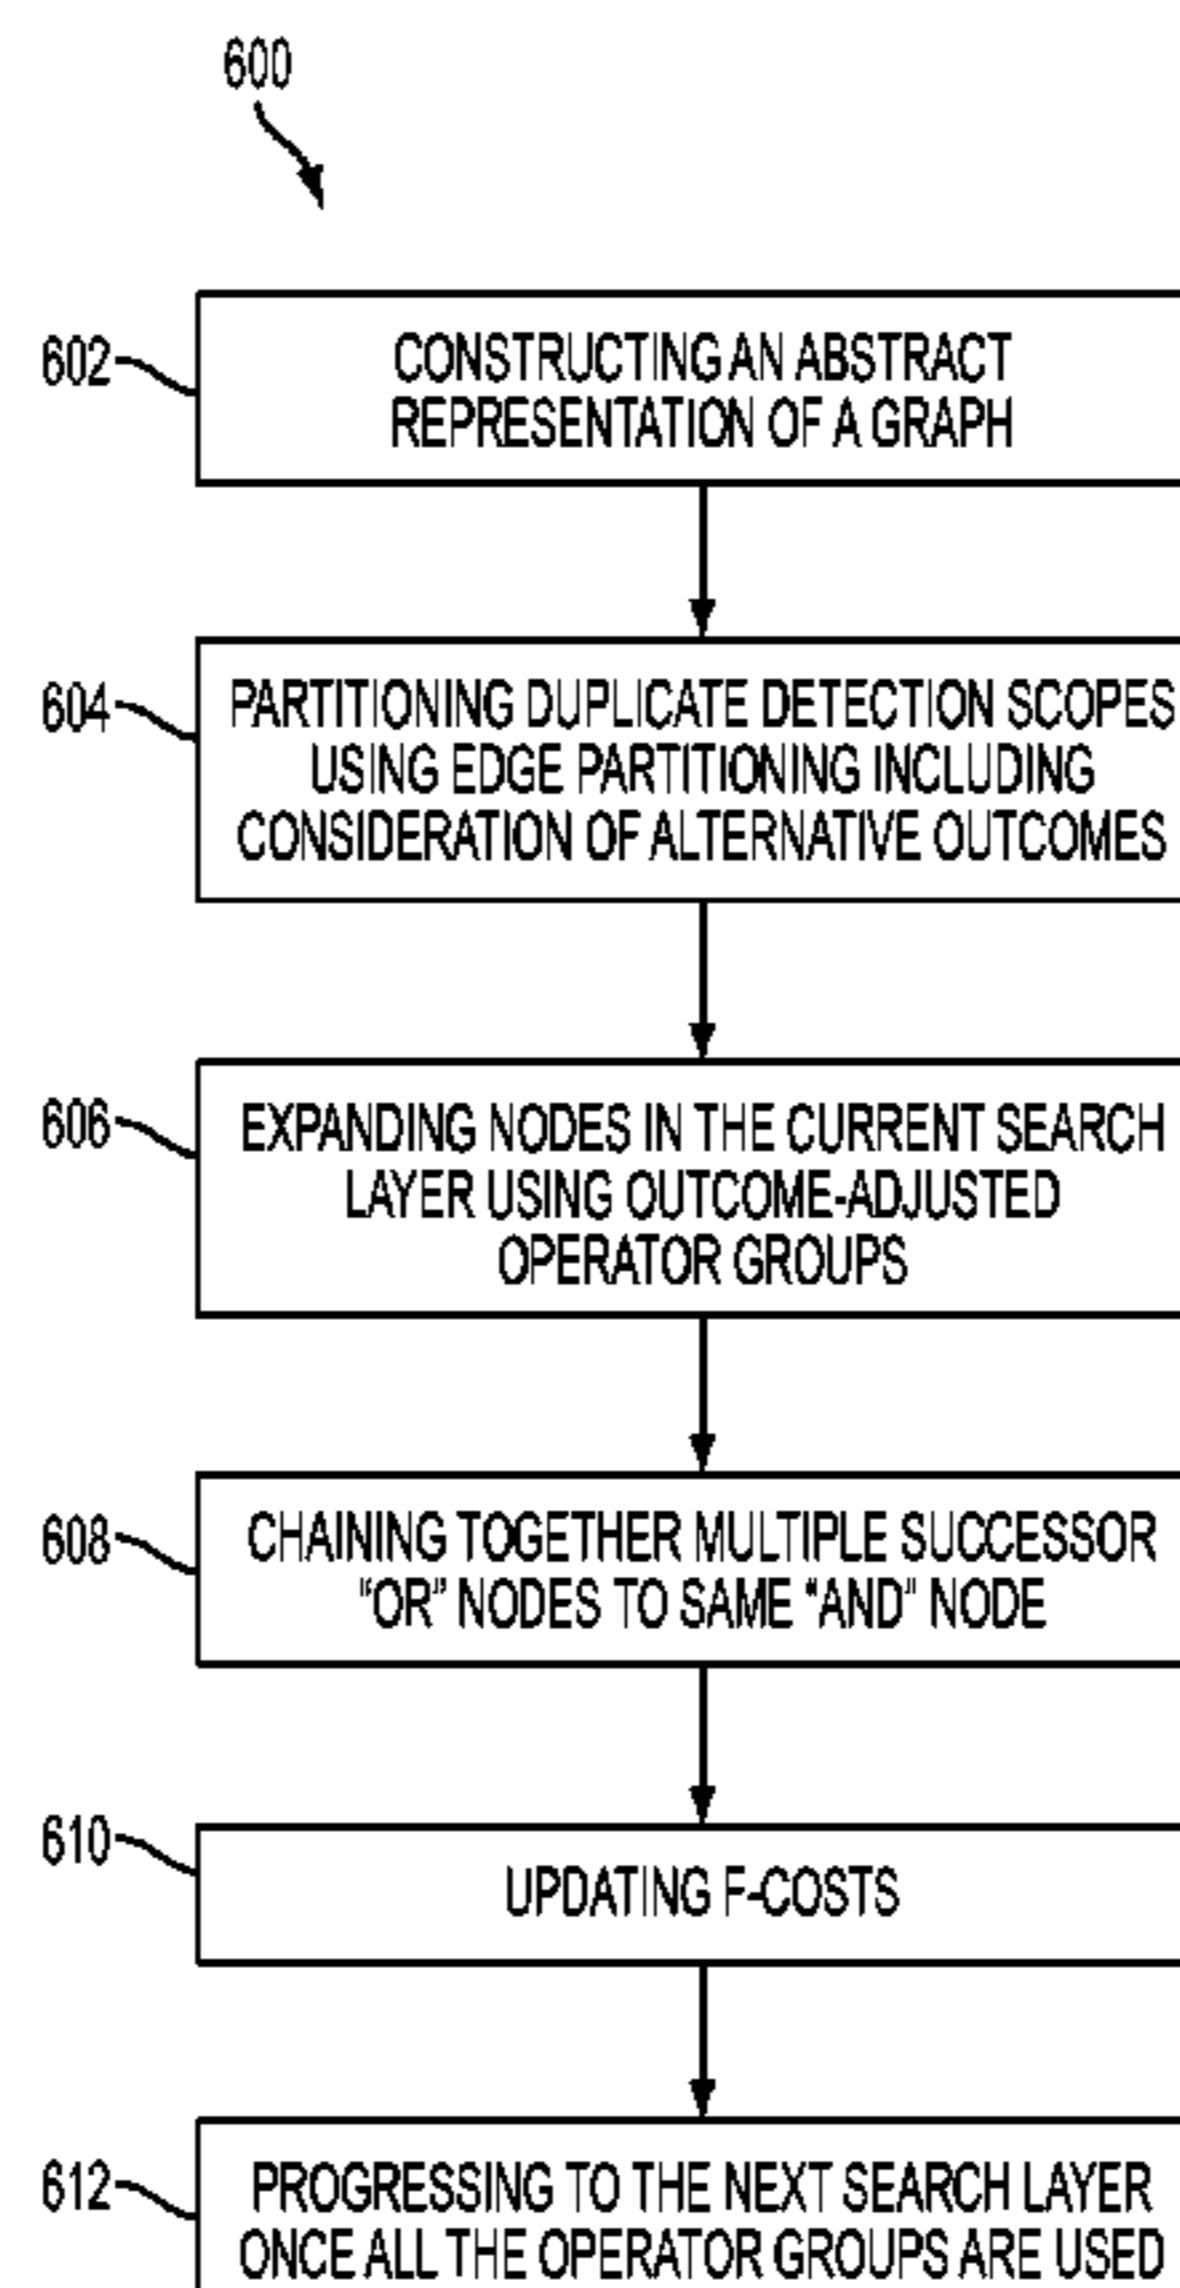 600
602
CONSTRUCTING AN ABSTRACT
REPRESENTATION OF A GRAPH
604
PARTITIONING DUPLICATE DETECTION SCOPES
USING EDGE PARTITIONING INCLUDING
CONSIDERATION OF ALTERNATIVE OUTCOMES
606
EXPANDING NODES IN THE CURRENT SEARCH
LAYER USING OUTCOME-ADJUSTED
OPERATOR GROUPS
608
CHAINING TOGETHER MULTIPLE SUCCESSOR
“OR” NODES TO SAME “AND” NODE
610
UPDATING F-COSTS
612
PROGRESSING TO THE NEXT SEARCH LAYER
ONCE ALL THE OPERATOR GROUPS ARE USED